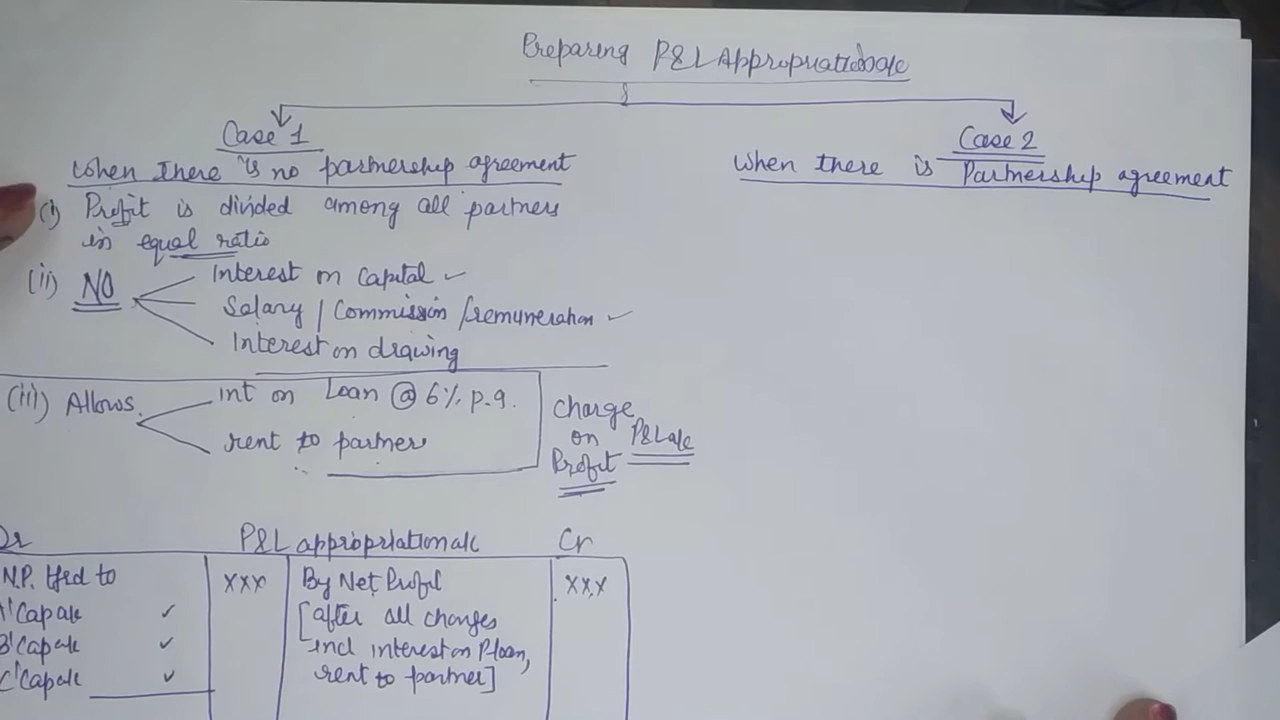 Preparing P&L Appropriation a/c
Case 1
When there is no partnership agreement
(i) Profit is divided among all partners
in equal ratio
(ii) NO
Interest on capital ✓
Salary / Commission / remuneration ✓
Interest on drawing
(iii) Allows
int on Loan @ 6% p.a.
rent to partner
Charge
on
Profit
P&L a/c
Case 2
When there is Partnership agreement
Dr P&L appropriation a/c Cr
N.P. tfed to xxx By Net Profit xxx
A' Cap a/c ✓ [after all charges
B' Cap a/c ✓ incl interest on P. loan,
C' Cap a/c ✓ rent to partner]